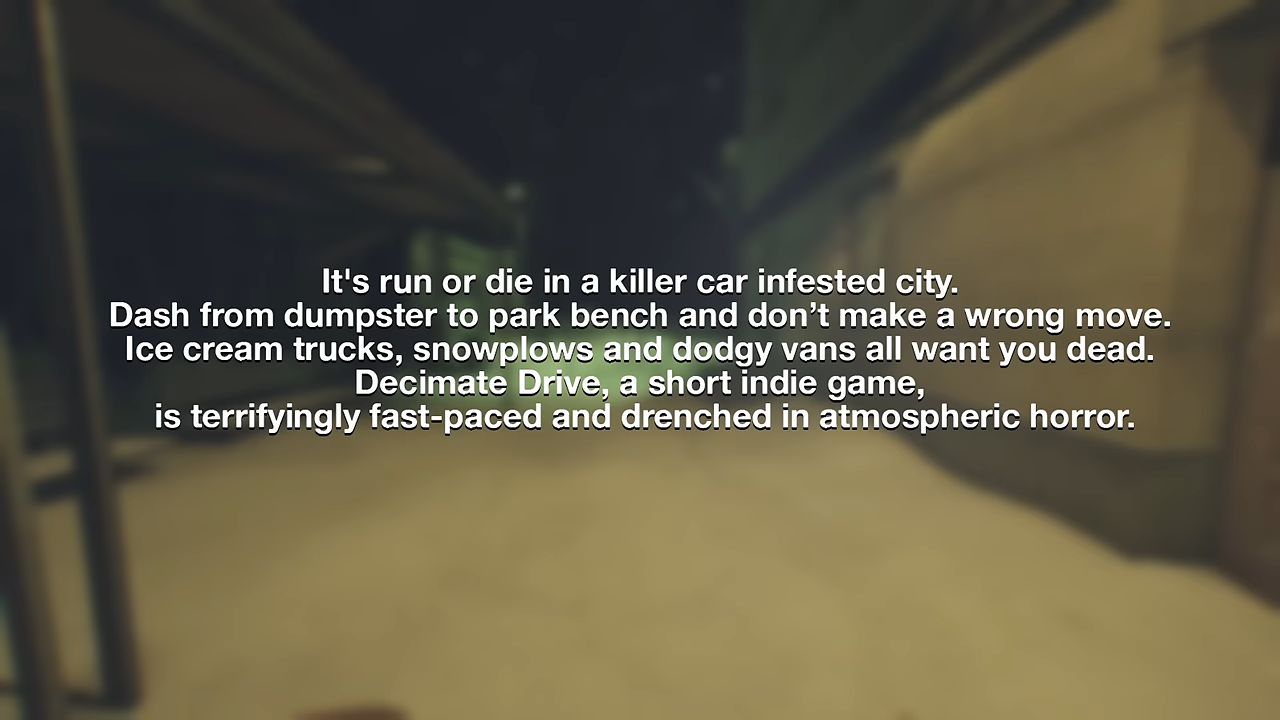 It's run or die in a killer car infested city.
Dash from dumpster to park bench and don’t make a wrong move.
Ice cream trucks, snowplows and dodgy vans all want you dead.
Decimate Drive, a short indie game,
is terrifyingly fast-paced and drenched in atmospheric horror.